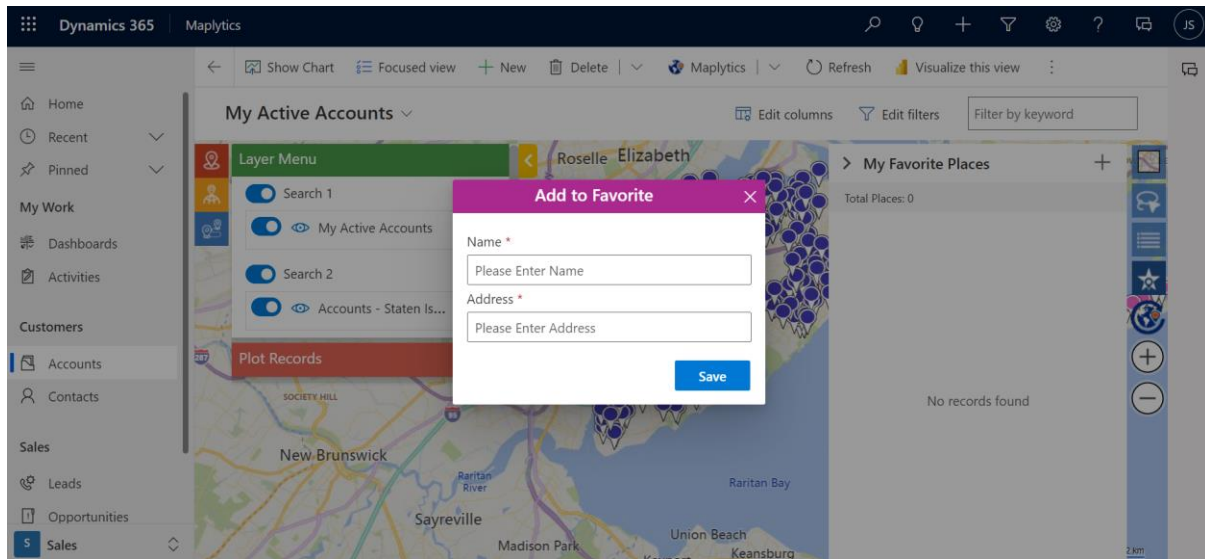 Dynamics 365 Maplytics JS
Show Chart Focused view New Delete Maplytics Refresh Visualize this view
Home
Recent
Pinned
My Work
Dashboards
Activities
Customers
Accounts
Contacts
Sales
Leads
Opportunities
S Sales
My Active Accounts
Edit columns Edit filters Filter by keyword
Layer Menu
Search 1
My Active Accounts
Search 2
Accounts - Staten Is...
Plot Records
Add to Favorite
Name *
Please Enter Name
Address *
Please Enter Address
Save
My Favorite Places
Total Places: 0
No records found
Roselle Elizabeth
287
SOCIETY HILL
95
New Brunswick
Raritan
River
Raritan Bay
Sayreville
Madison Park
Union Beach
Keansburg
2 km